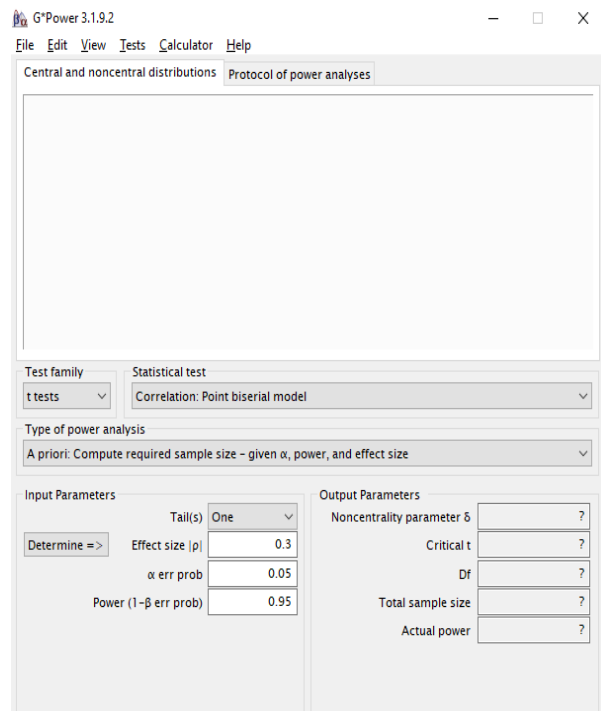 βα G*Power 3.1.9.2
File Edit View Tests Calculator Help
Central and noncentral distributions Protocol of power analyses
Test family Statistical test
t tests Correlation: Point biserial model
Type of power analysis
A priori: Compute required sample size – given α, power, and effect size
Input Parameters Output Parameters
Tail(s) One Noncentrality parameter δ ?
Determine => Effect size |ρ| 0.3 Critical t ?
α err prob 0.05 Df ?
Power (1-β err prob) 0.95 Total sample size ?
Actual power ?